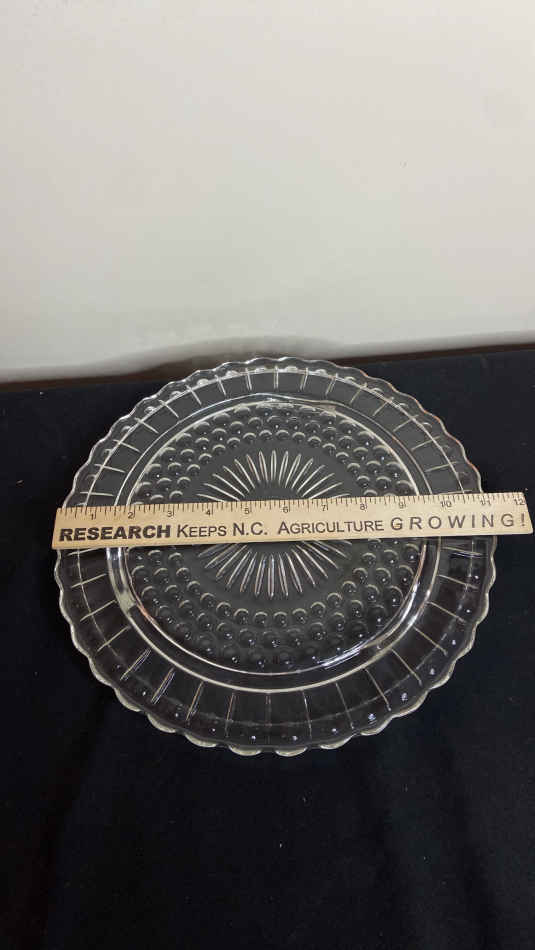 1 2 3 4 5 6 7 8 9 10 11 12
RESEARCH KEEPS N.C. AGRICULTURE GROWING!